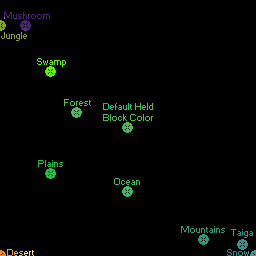 Mushroom
Jungle
Swamp
Forest
Default Held
Block Color
Plains
Ocean
Mountains
Taiga
Snow
Desert